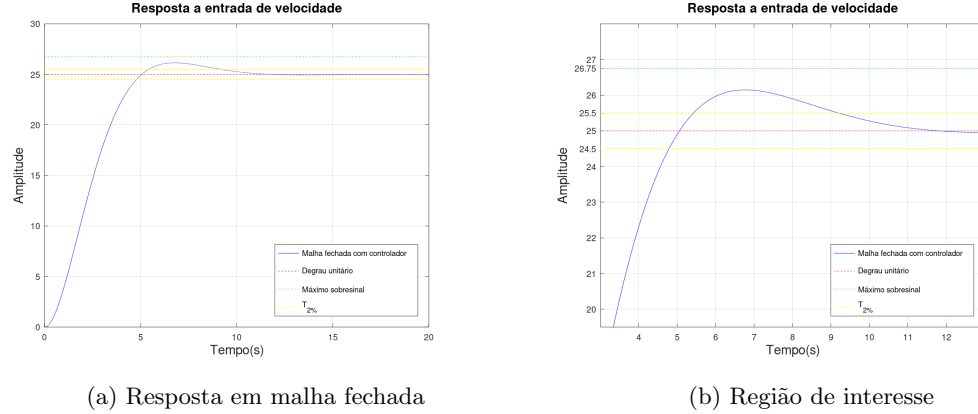 Resposta a entrada de velocidade
30
25
20
15
10
5
0
0 5 10 15 20
Amplitude
Tempo(s)
Malha fechada com controlador
Degrau unitário
Máximo sobresinal
T2%
(a) Resposta em malha fechada
Resposta a entrada de velocidade
27
26.75
26
25.5
25
24.5
24
23
22
21
20
4 5 6 7 8 9 10 11 12
Amplitude
Tempo(s)
Malha fechada com controlador
Degrau unitário
Máximo sobresinal
T2%
(b) Região de interesse